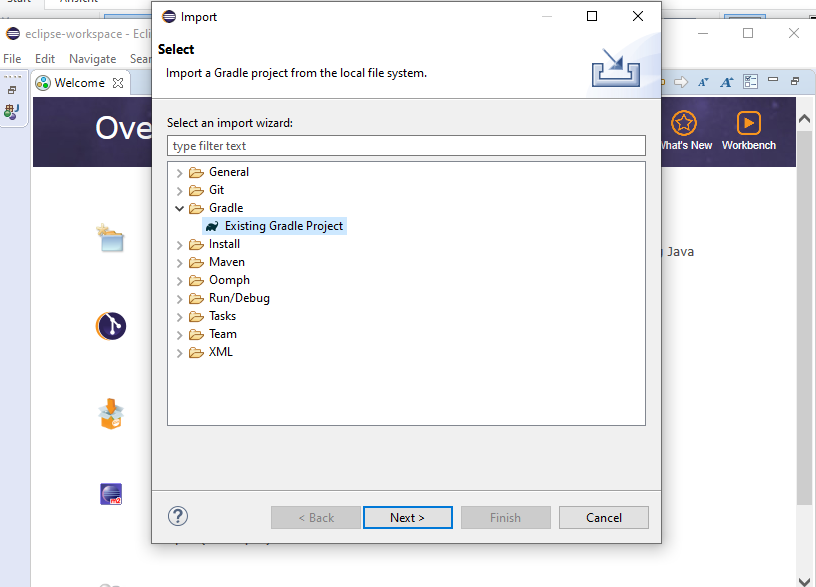 Start
Import
eclipse-workspace - Ecli
Select
File Edit Navigate Sear
Import a Gradle project from the local file system.
Welcome
Select an import wizard:
Ove
type filter text
What's New Workbench
General
Git
Gradle
Existing Gradle Project
Install
Java
Maven
Oomph
Run/Debug
Tasks
Team
XML
m2
? < Back Next > Finish Cancel